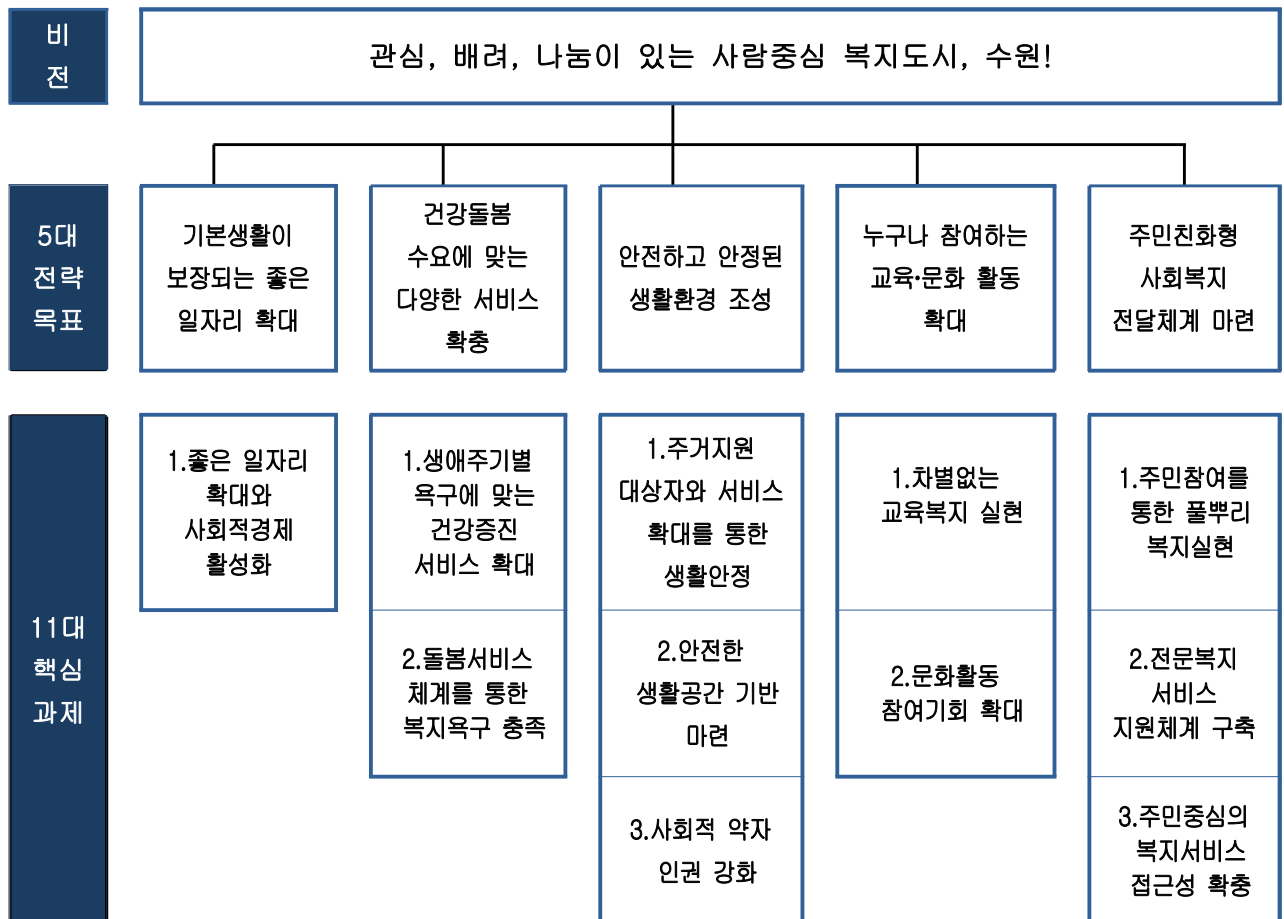 비
전
관심, 배려, 나눔이 있는 사람중심 복지도시, 수원!
5대
전략
목표
기본생활이
보장되는 좋은
일자리 확대
건강돌봄
수요에 맞는
다양한 서비스
확충
안전하고 안정된
생활환경 조성
누구나 참여하는
교육·문화 활동
확대
주민친화형
사회복지
전달체계 마련
11대
핵심
과제
1.좋은 일자리
확대와
사회적경제
활성화
1.생애주기별
욕구에 맞는
건강증진
서비스 확대
2.돌봄서비스
체계를 통한
복지욕구 충족
1.주거지원
대상자와 서비스
확대를 통한
생활안정
2.안전한
생활공간 기반
마련
3.사회적 약자
인권 강화
1.차별없는
교육복지 실현
2.문화활동
참여기회 확대
1.주민참여를
통한 풀뿌리
복지실현
2.전문복지
서비스
지원체계 구축
3.주민중심의
복지서비스
접근성 확충